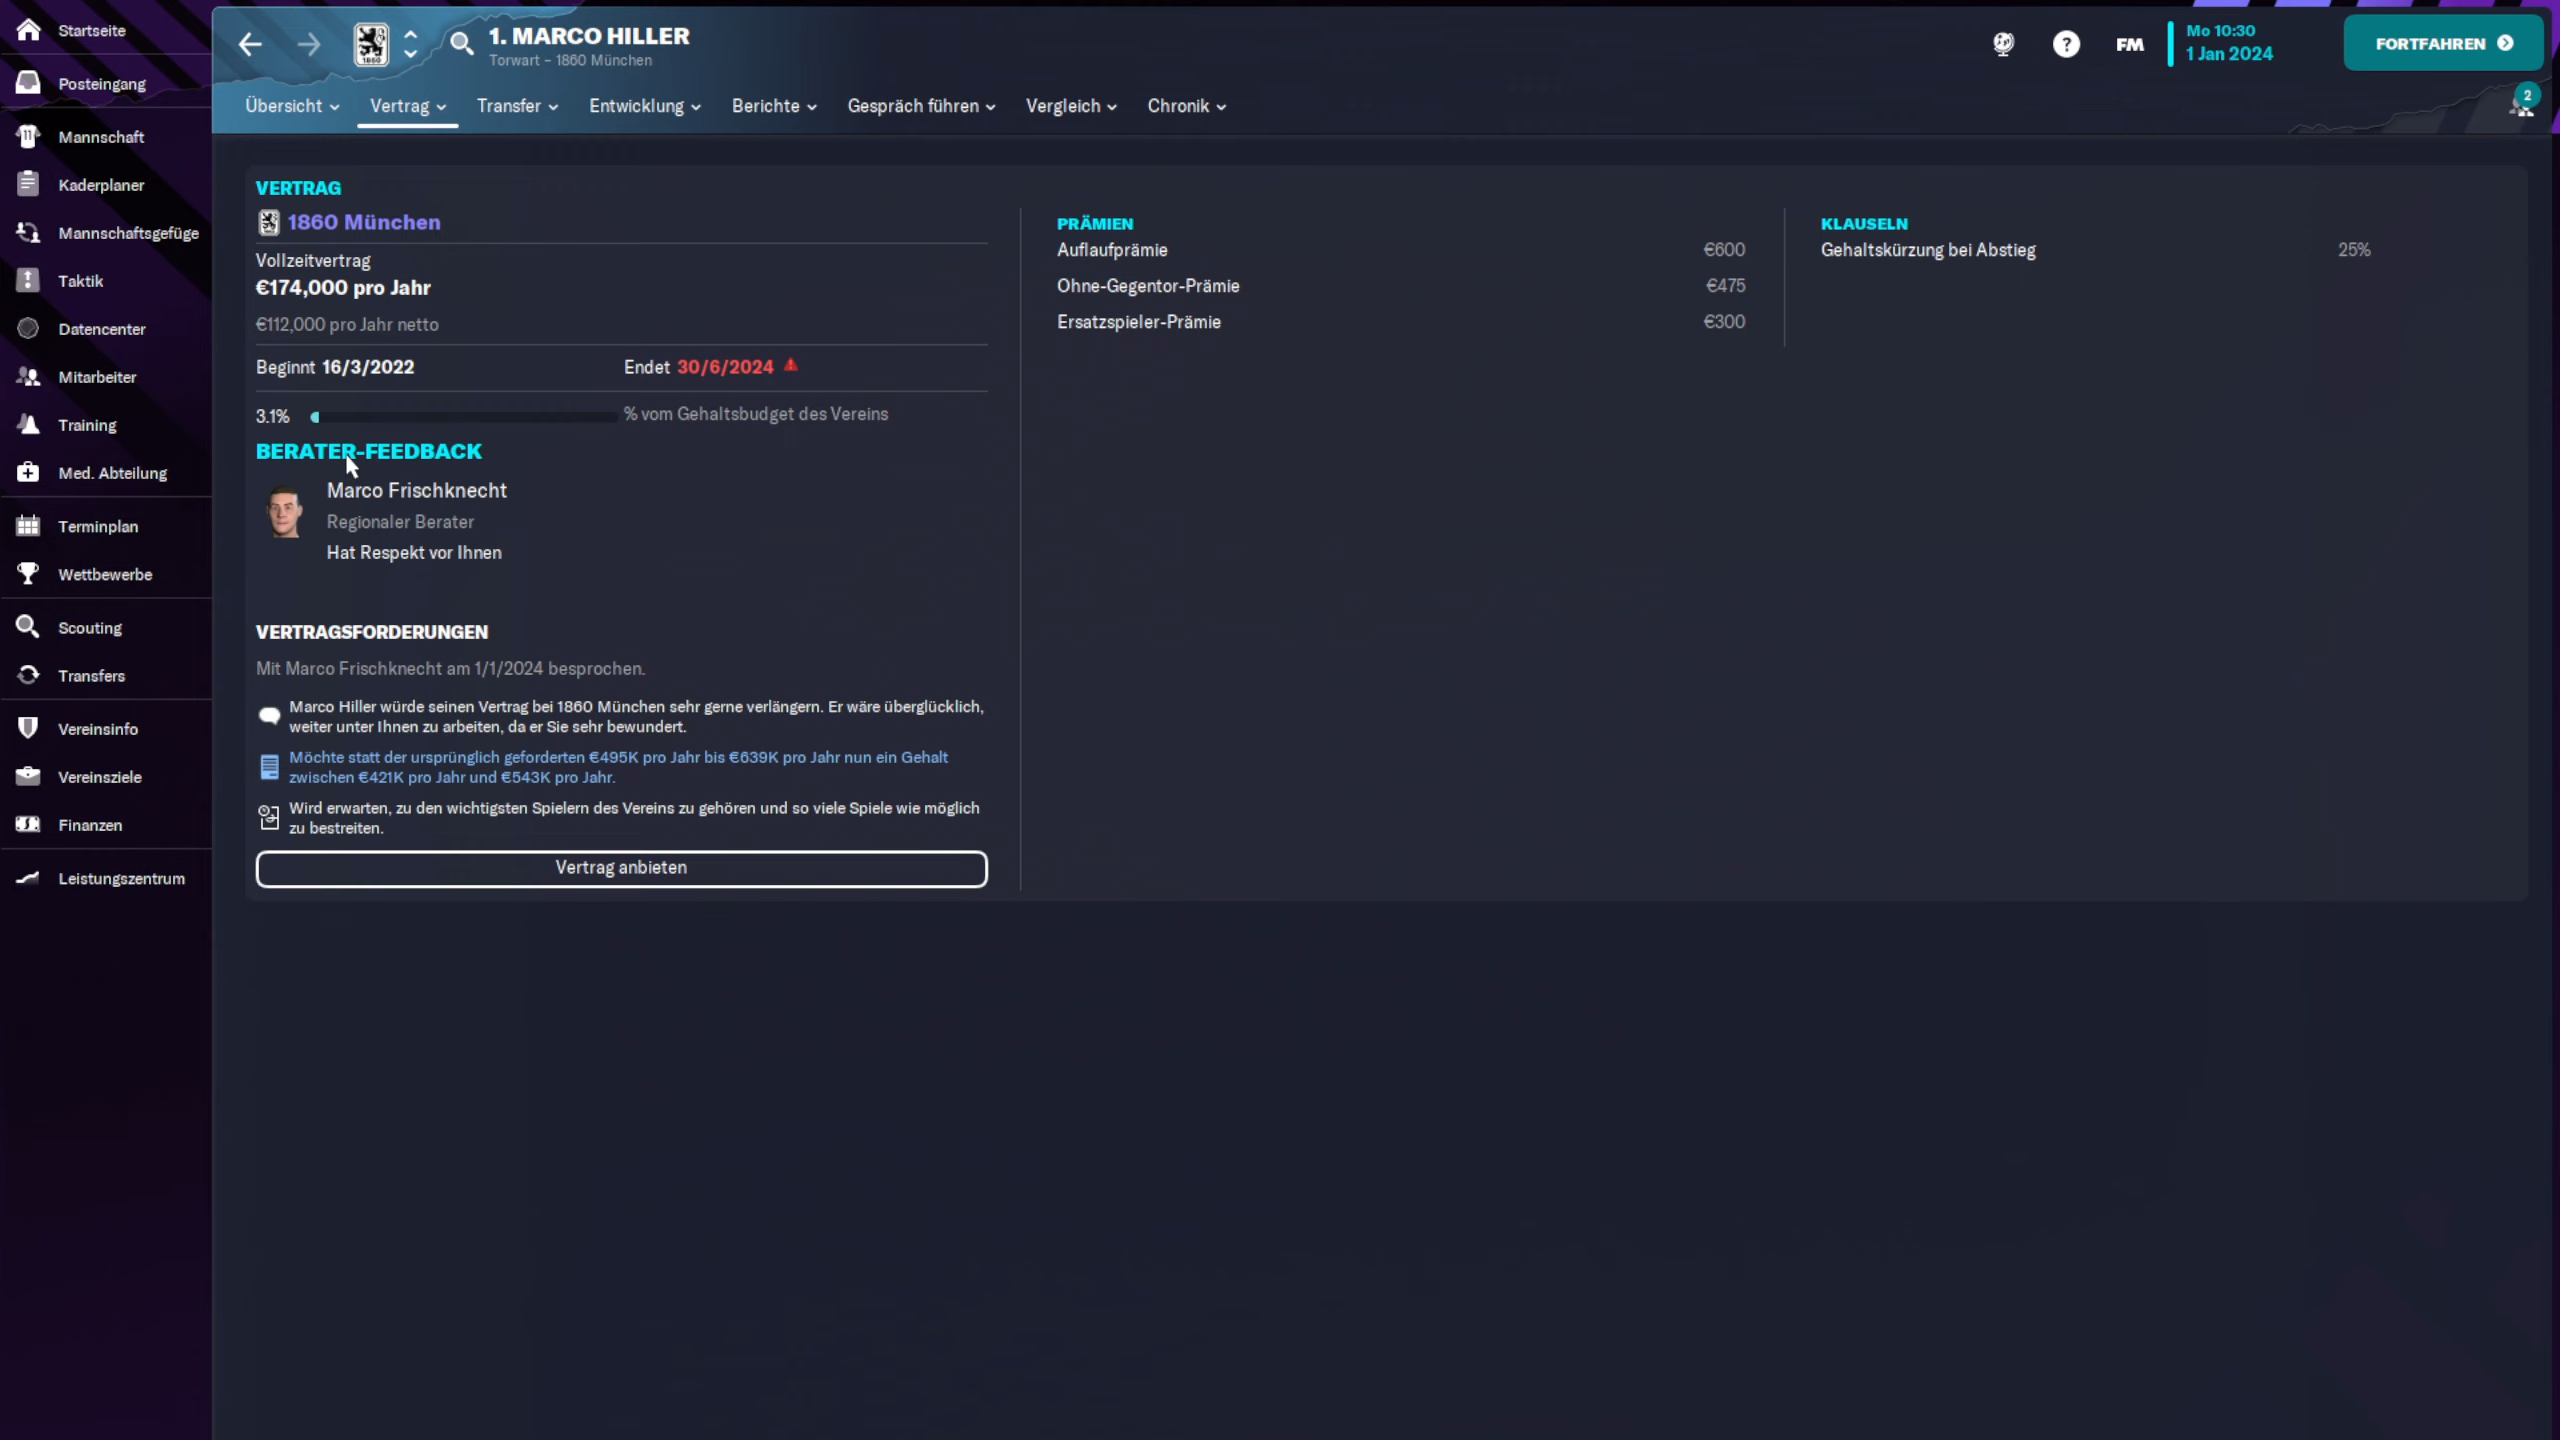 Startseite
Posteingang
Mannschaft
Kaderplaner
Mannschaftsgefüge
Taktik
Datencenter
Mitarbeiter
Training
Med. Abteilung
Terminplan
Wettbewerbe
Scouting
Transfers
Vereinsinfo
Vereinsziele
Finanzen
Leistungszentrum
1. MARCO HILLER
Torwart - 1860 München
FM
Mo 10:30
1 Jan 2024
FORTFAHREN
Übersicht
Vertrag
Transfer
Entwicklung
Berichte
Gespräch führen
Vergleich
Chronik
2
VERTRAG
1860 München
Vollzeitvertrag
€174,000 pro Jahr
€112,000 pro Jahr netto
Beginnt 16/3/2022
Endet 30/6/2024
3.1%
% vom Gehaltsbudget des Vereins
BERATER-FEEDBACK
Marco Frischknecht
Regionaler Berater
Hat Respekt vor Ihnen
VERTRAGSFORDERUNGEN
Mit Marco Frischknecht am 1/1/2024 besprochen.
Marco Hiller würde seinen Vertrag bei 1860 München sehr gerne verlängern. Er wäre überglücklich,
weiter unter Ihnen zu arbeiten, da er Sie sehr bewundert.
Möchte statt der ursprünglich geforderten €495K pro Jahr bis €639K pro Jahr nun ein Gehalt
zwischen €421K pro Jahr und €543K pro Jahr.
Wird erwarten, zu den wichtigsten Spielern des Vereins zu gehören und so viele Spiele wie möglich
zu bestreiten.
Vertrag anbieten
PRÄMIEN
Auflaufprämie €600
Ohne-Gegentor-Prämie €475
Ersatzspieler-Prämie €300
KLAUSELN
Gehaltskürzung bei Abstieg 25%